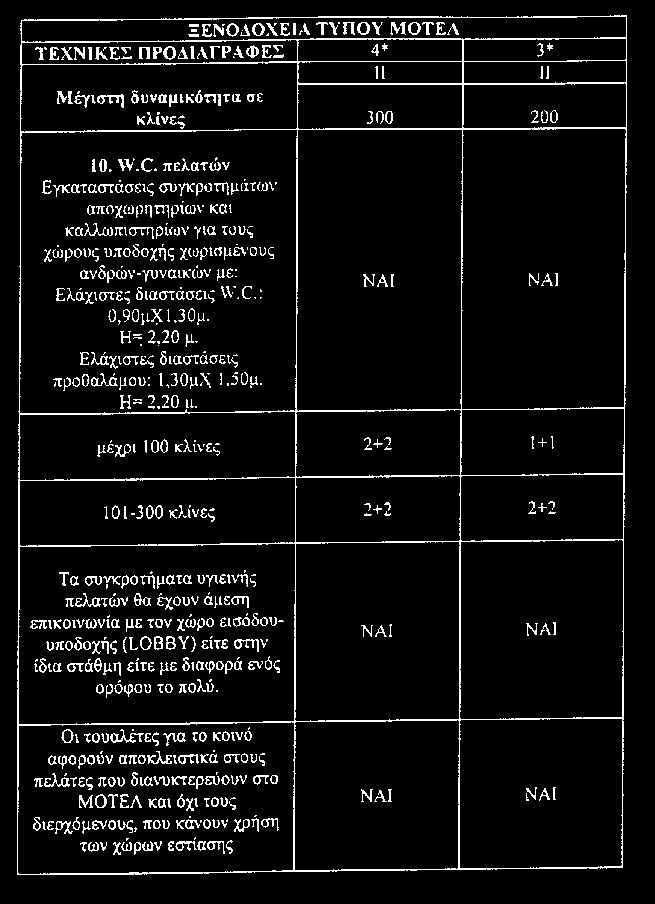 ΞΕΝΟΔΟΧΕΙΑ ΤΥΠΟΥ ΜΟΤΕΛ
ΤΕΧΝΙΚΕΣ ΠΡΟΔΙΑΓΡΑΦΕΣ 4* 3*
II II
Μέγιστη δυναμικότητα σε
κλίνες 300 200
10. W.C. πελατών
Εγκαταστάσεις συγκροτημάτων
αποχωρητηρίων και
καλλωπιστηρίων για τους
χώρους υποδοχής χωρισμένους
ανδρών-γυναικών με:
Ελάχιστες διαστάσεις W.C.:
0,90μΧ1,30μ.
Η= 2,20 μ.
Ελάχιστες διαστάσεις
προθαλάμου: 1,30μΧ 1,50μ.
Η= 2,20 μ.
ΝΑΙ ΝΑΙ
μέχρι 100 κλίνες 2+2 1+1
101-300 κλίνες 2+2 2+2
Τα συγκροτήματα υγιεινής
πελατών θα έχουν άμεση
επικοινωνία με τον χώρο εισόδου-
υποδοχής (LOBBY) είτε στην
ίδια στάθμη είτε με διαφορά ενός
ορόφου το πολύ.
ΝΑΙ ΝΑΙ
Οι τουαλέτες για το κοινό
αφορούν αποκλειστικά στους
πελάτες που διανυκτερεύουν στο
ΜΟΤΕΛ και όχι τους
διερχόμενους, που κάνουν χρήση
των χώρων εστίασης
ΝΑΙ ΝΑΙ